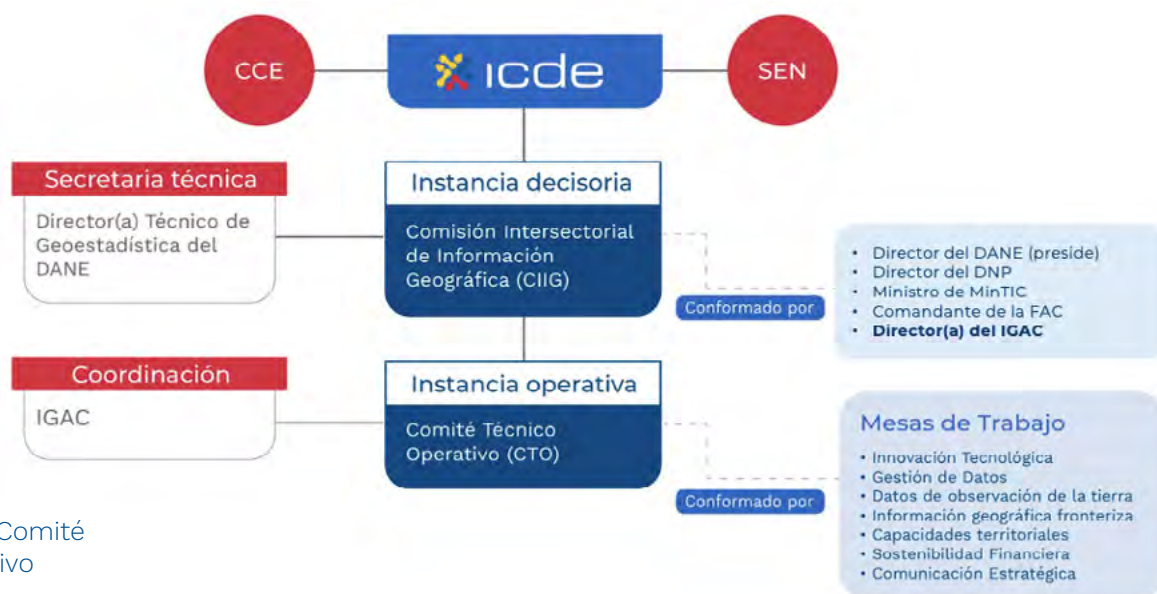 CCE
icde
SEN
Secretaria técnica
Director(a) Técnico de
Geoestadística del
DANE
Instancia decisoria
Comisión Intersectorial
de Información
Geográfica (CIIG)
Conformado por
• Director del DANE (preside)
• Director del DNP
• Ministro de MinTIC
• Comandante de la FAC
• Director(a) del IGAC
Coordinación
IGAC
Instancia operativa
Comité Técnico
Operativo (CTO)
Conformado por
Mesas de Trabajo
• Innovación Tecnológica
• Gestión de Datos
• Datos de observación de la tierra
• Información geográfica fronteriza
• Capacidades territoriales
• Sostenibilidad Financiera
• Comunicación Estratégica
Comité
ivo